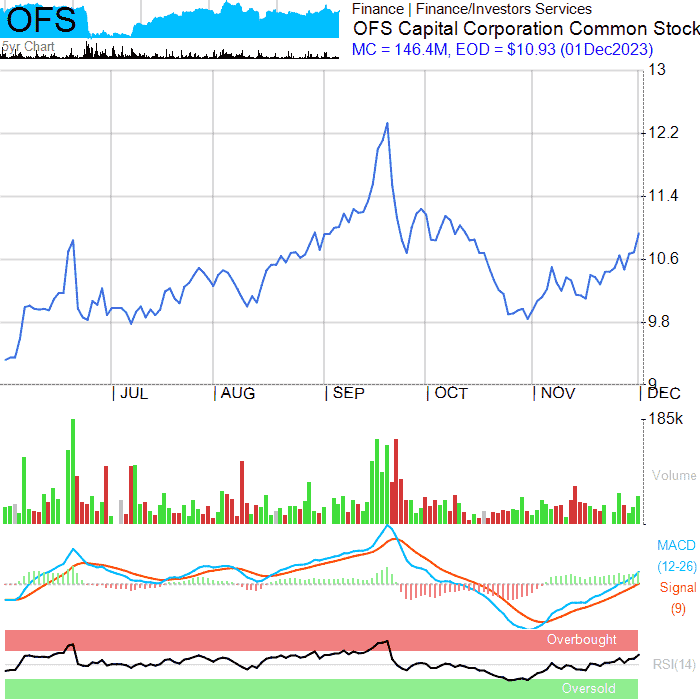 OFS
5yr Chart
Finance | Finance/Investors Services
OFS Capital Corporation Common Stock
MC = 146.4M, EOD = $10.93 (01Dec2023)
13
12.2
11.4
10.6
9.8
9
JUL
AUG
SEP
OCT
NOV
DEC
185k
Volume
MACD
(12-26)
Signal
(9)
Overbought
RSI(14)
Oversold